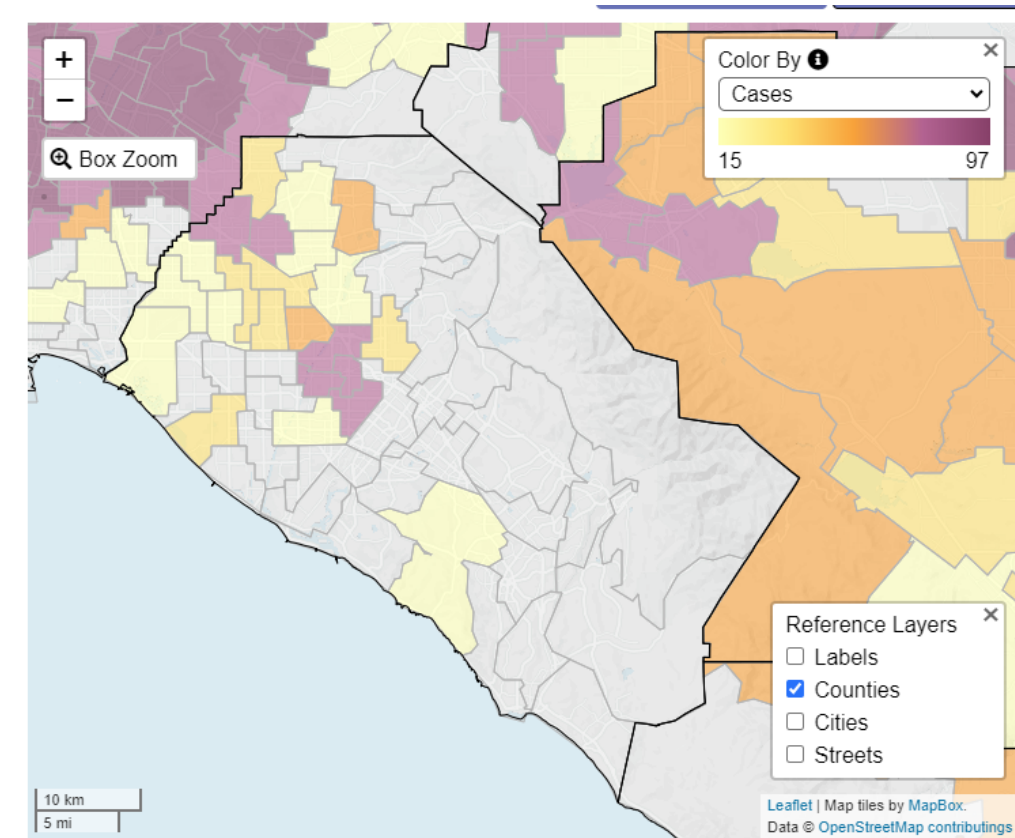 +
−
Box Zoom
Color By
Cases
15 97
Reference Layers
Labels
Counties
Cities
Streets
10 km
5 mi
Leaflet | Map tiles by MapBox.
Data © OpenStreetMap contributings